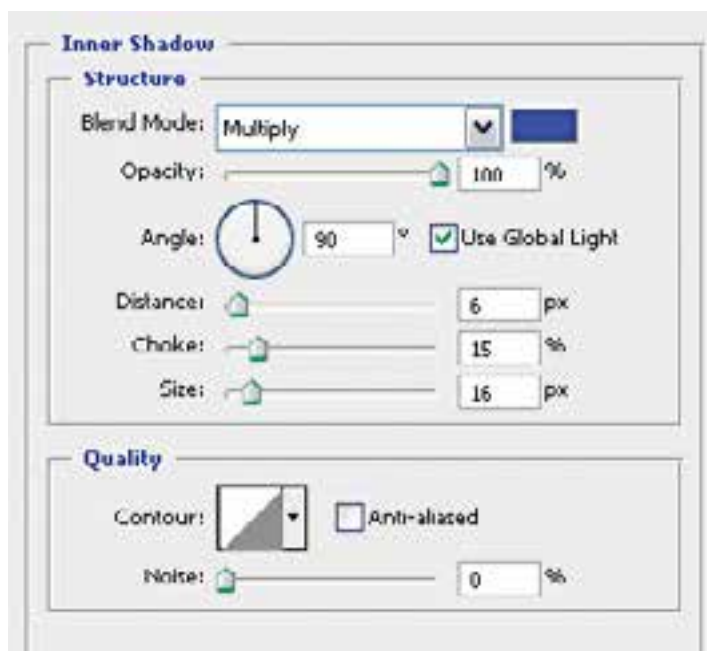 Inner Shadow
Structure
Blend Mode: Multiply
Opacity: 100 %
Angle: 90 ° Use Global Light
Distance: 6 px
Choke: 15 %
Size: 16 px
Quality
Contour: Anti-aliased
Noise: 0 %